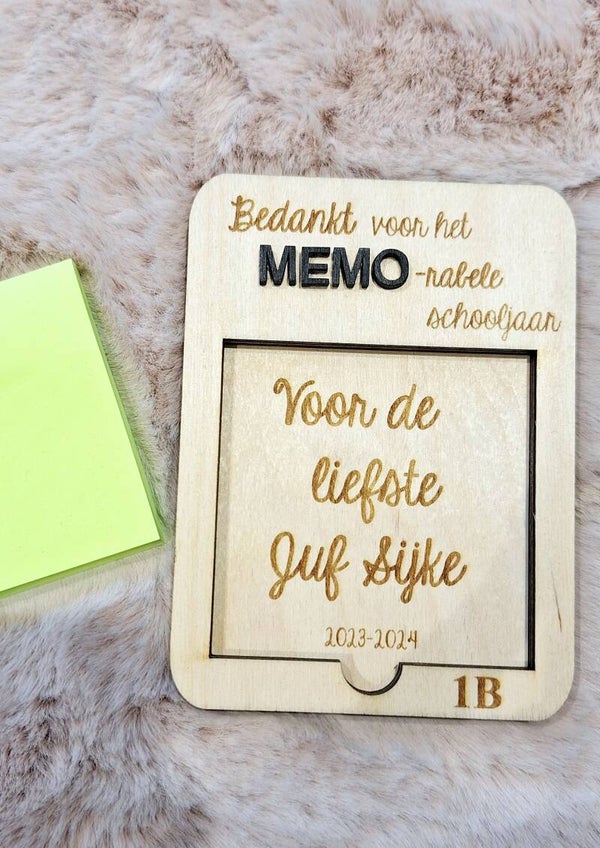 Bedankt voor het
MEMO-rabele
schooljaar
Voor de
liefste
Juf Sijke
2023-2024
1B